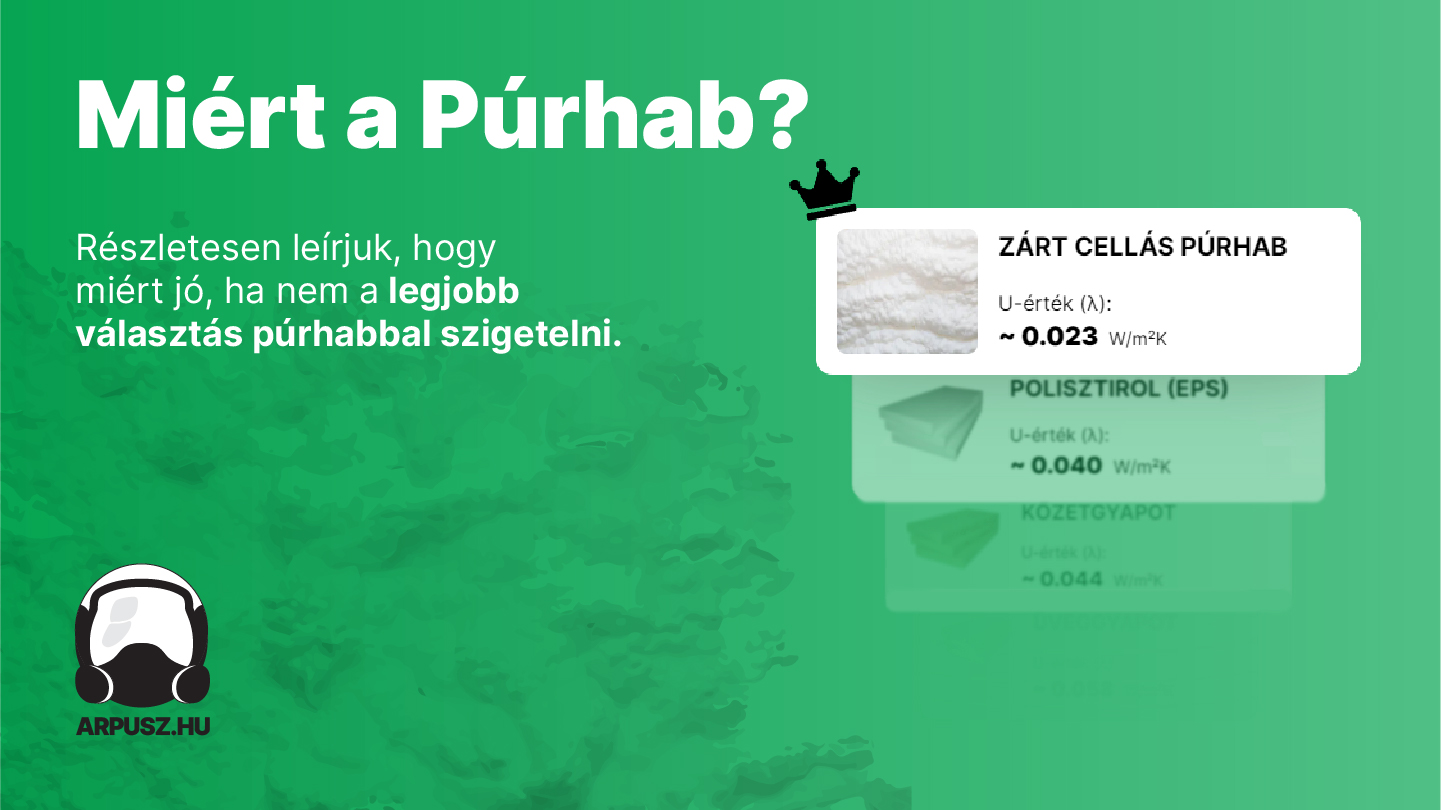 Miért a Púrhab?
Részletesen leírjuk, hogy
miért jó, ha nem a legjobb
választás púrhabbal szigetelni.
ZÁRT CELLÁS PÚRHAB
U-érték (λ):
~ 0.023 W/m²K
POLISZTIROL (EPS)
U-érték (λ):
~ 0.040 W/m²K
KŐZETGYAPOT
U-érték (λ):
~ 0.044 W/m²K
ARPUSZ.HU